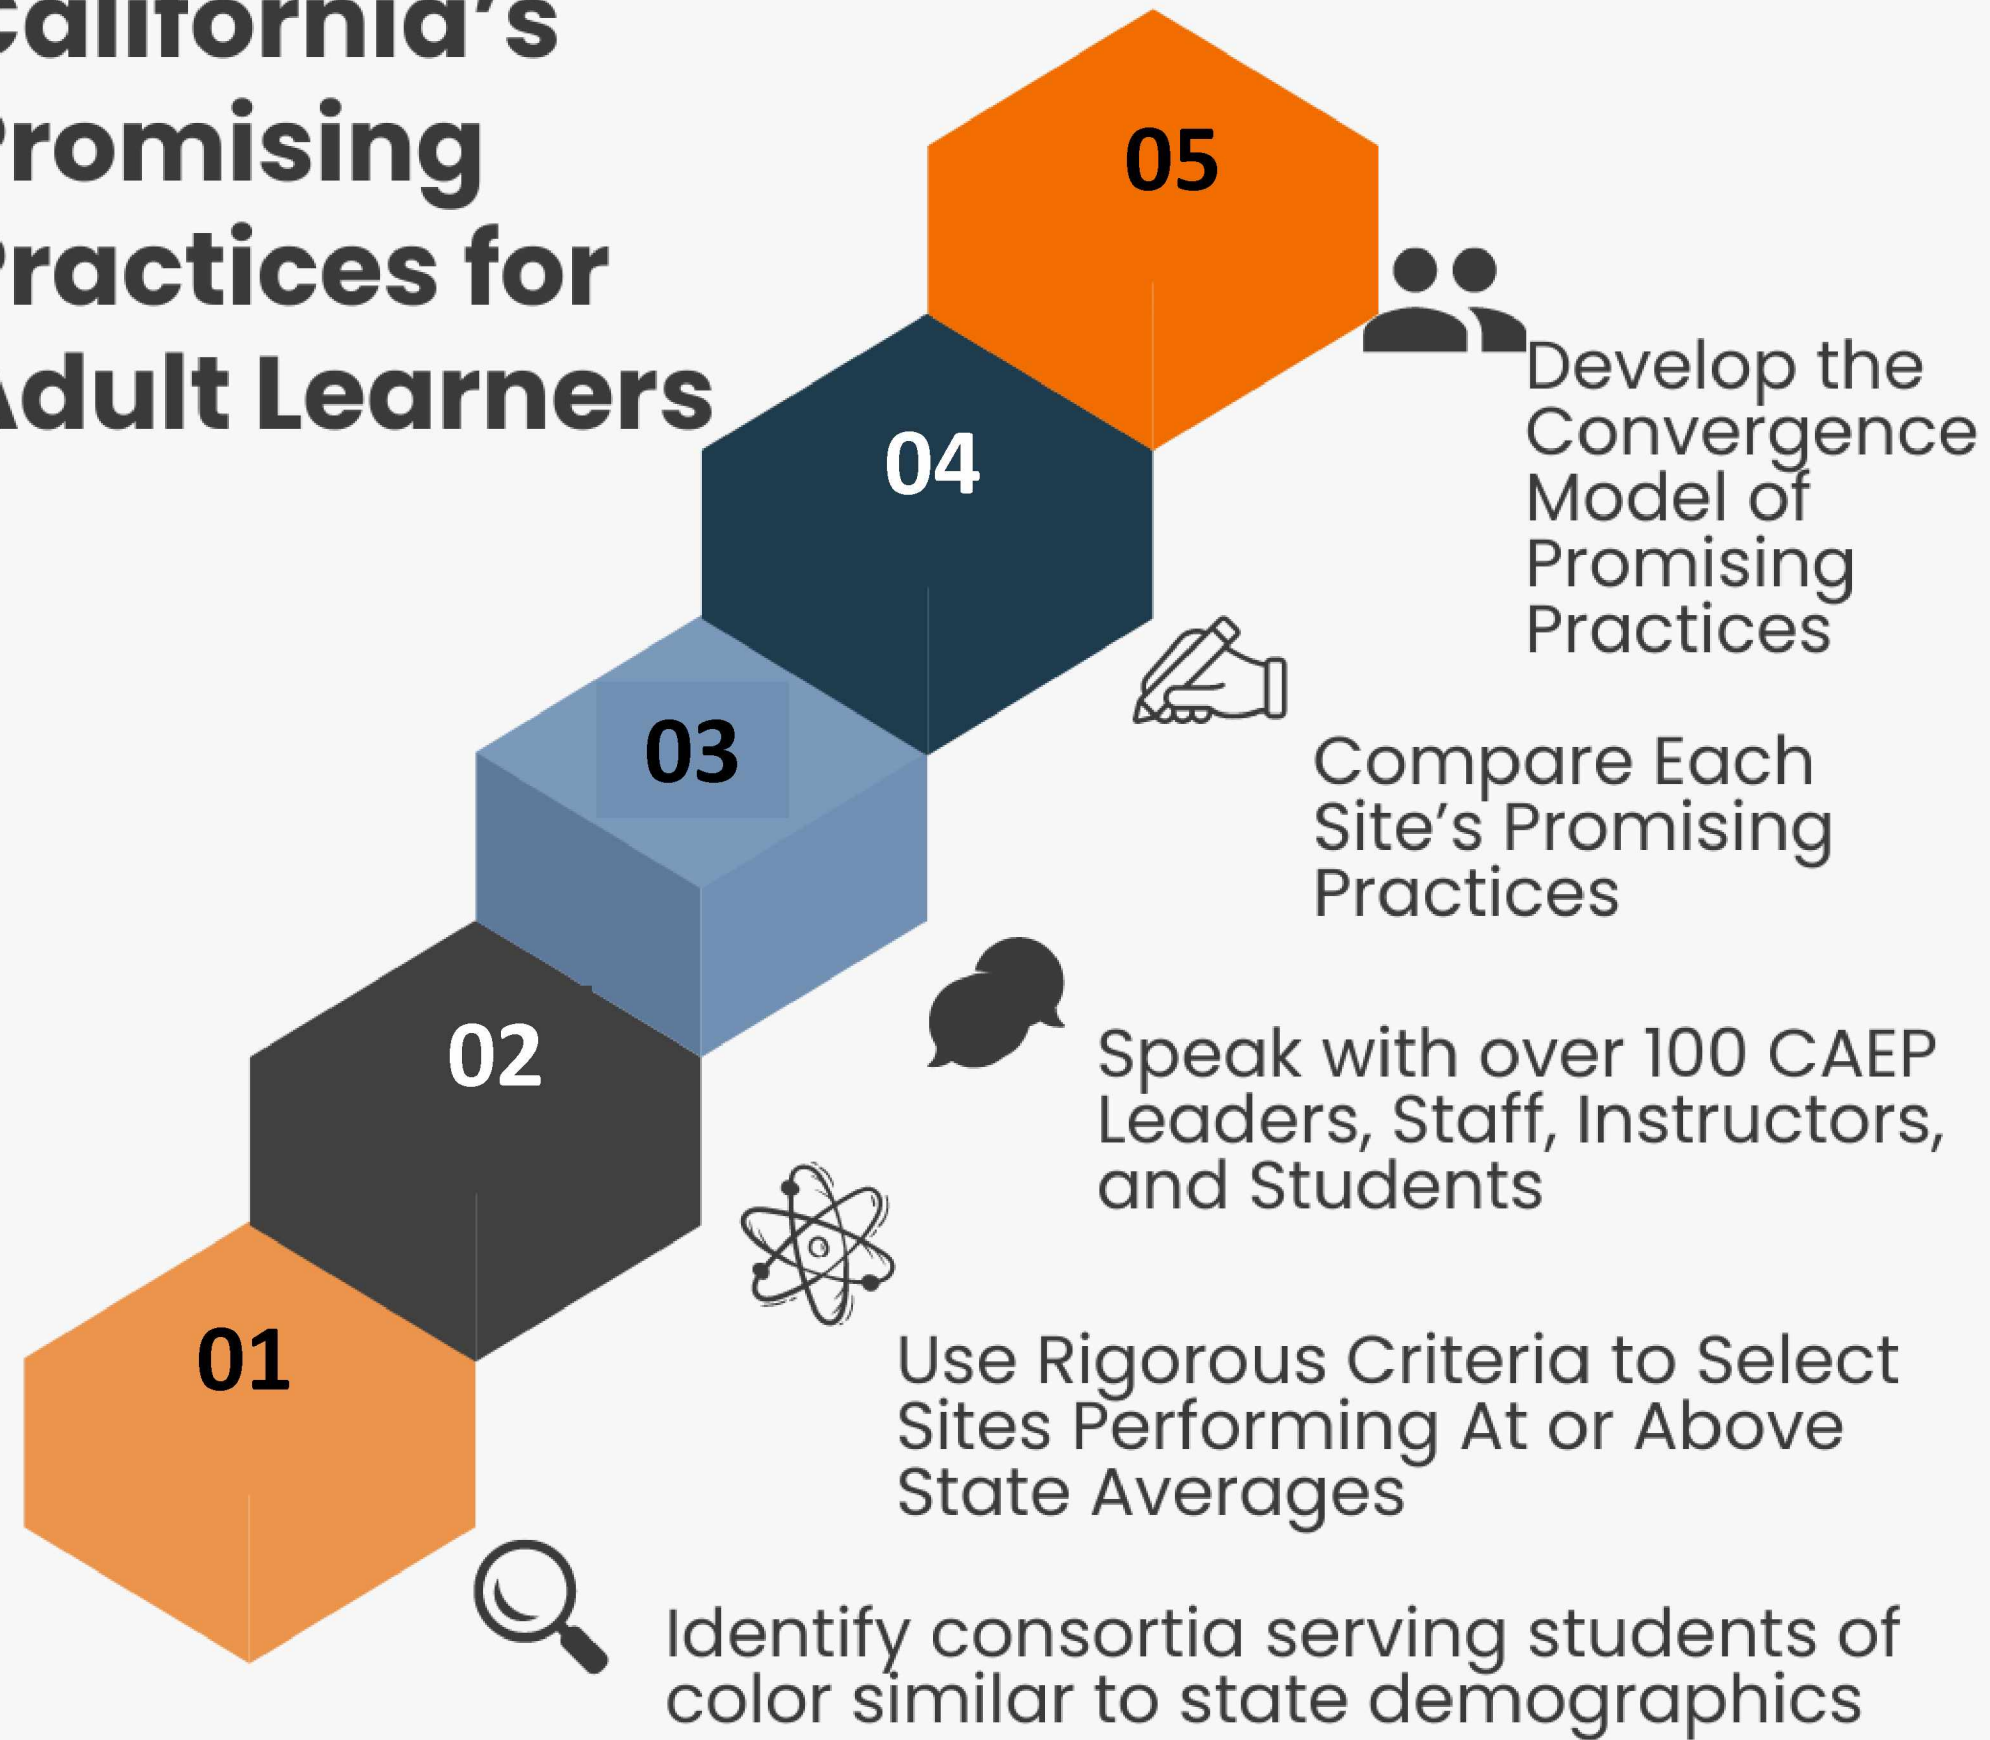 California’s
Promising
Practices for
Adult Learners
05
Develop the
Convergence
Model of
Promising
Practices
04
Compare Each
Site’s Promising
Practices
03
Speak with over 100 CAEP
Leaders, Staff, Instructors,
and Students
02
Use Rigorous Criteria to Select
Sites Performing At or Above
State Averages
01
Identify consortia serving students of
color similar to state demographics